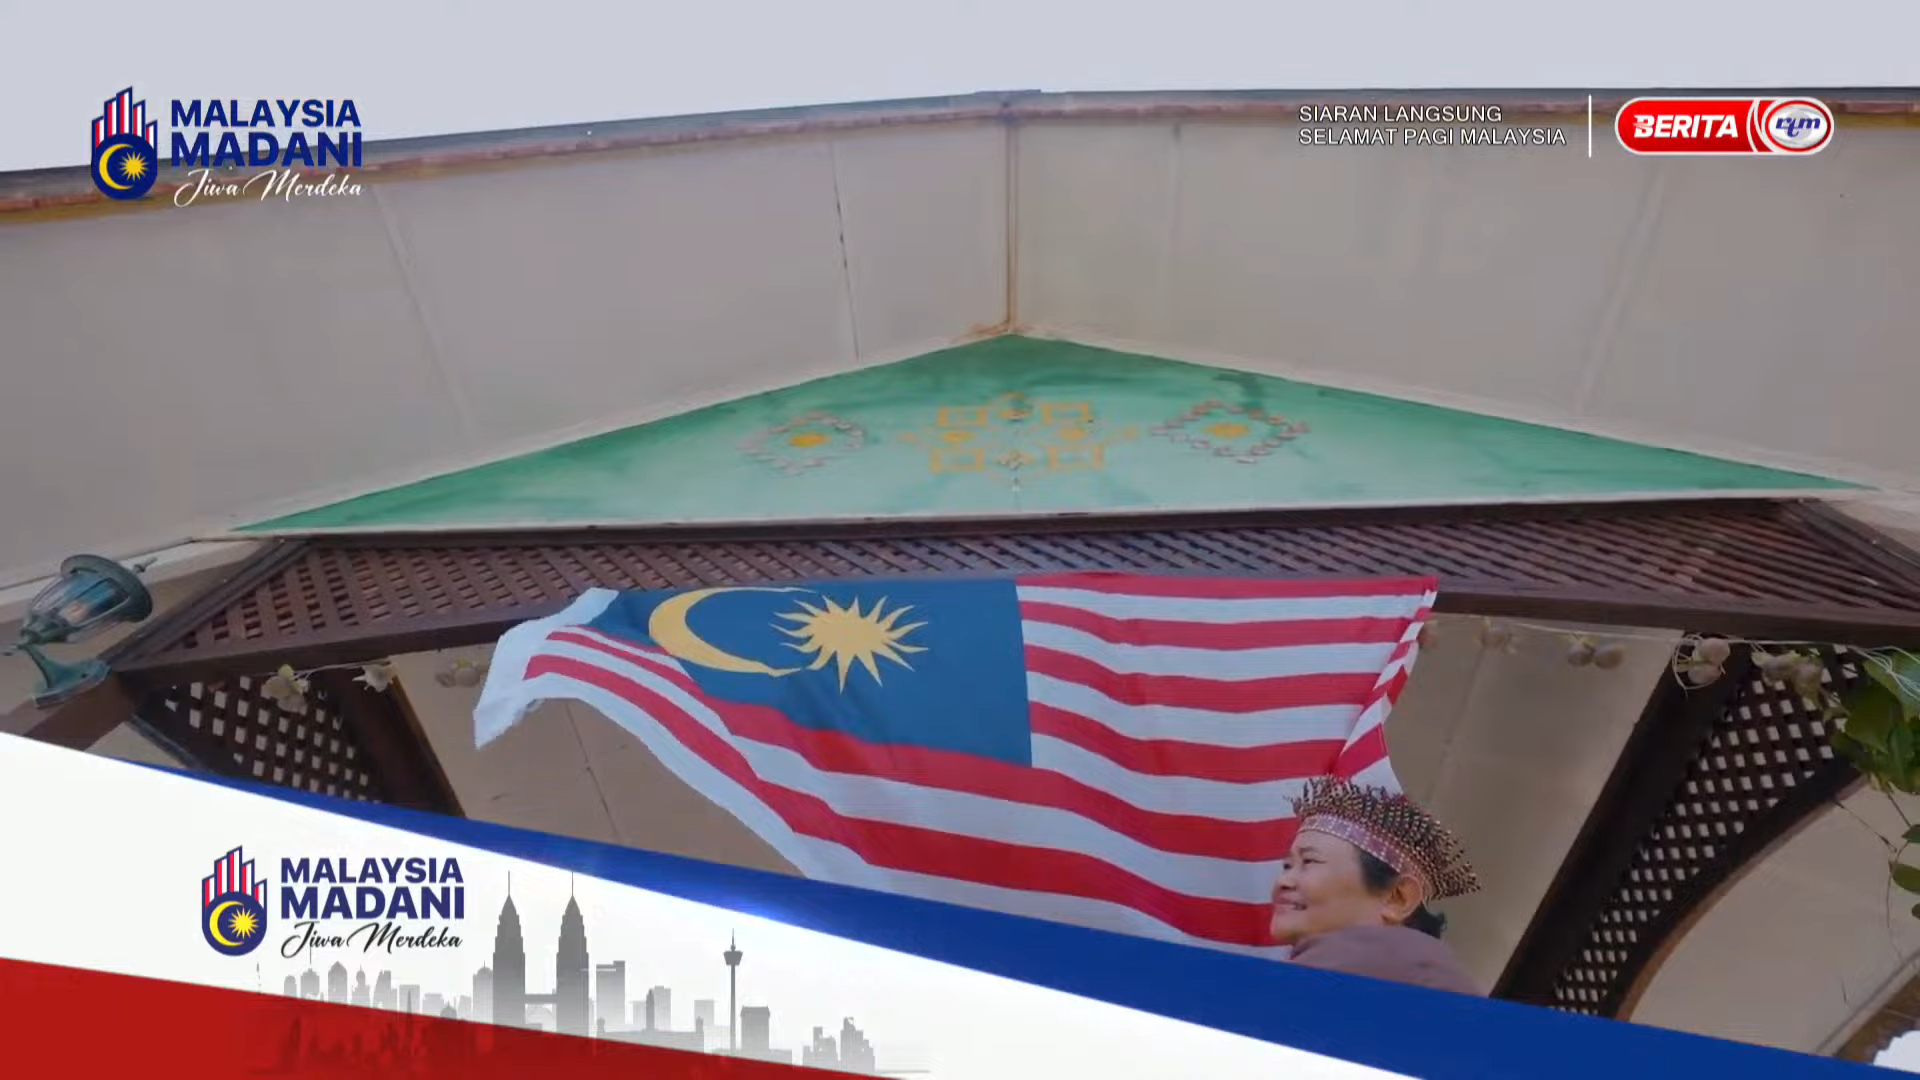 MALAYSIA
MADANI
Jiwa Merdeka
SIARAN LANGSUNG
SELAMAT PAGI MALAYSIA
BERITA rtm
MALAYSIA
MADANI
Jiwa Merdeka